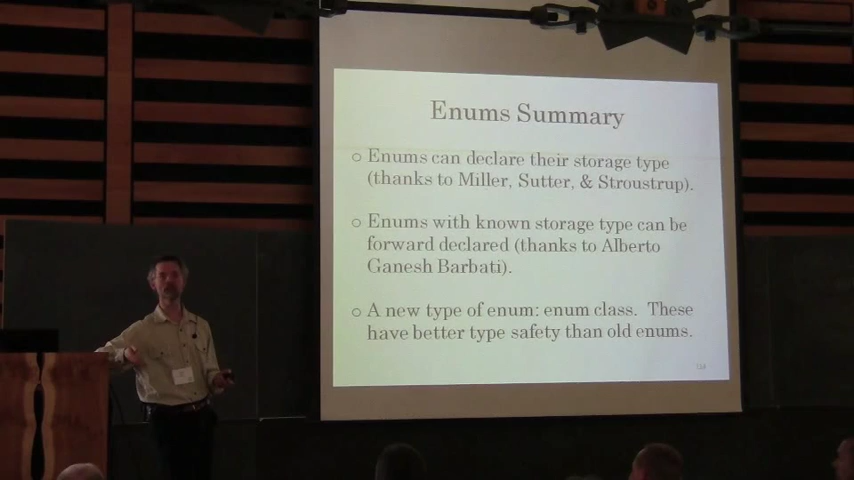 Enums Summary
○ Enums can declare their storage type
(thanks to Miller, Sutter, & Stroustrup).
○ Enums with known storage type can be
forward declared (thanks to Alberto
Ganesh Barbati).
○ A new type of enum: enum class. These
have better type safety than old enums.